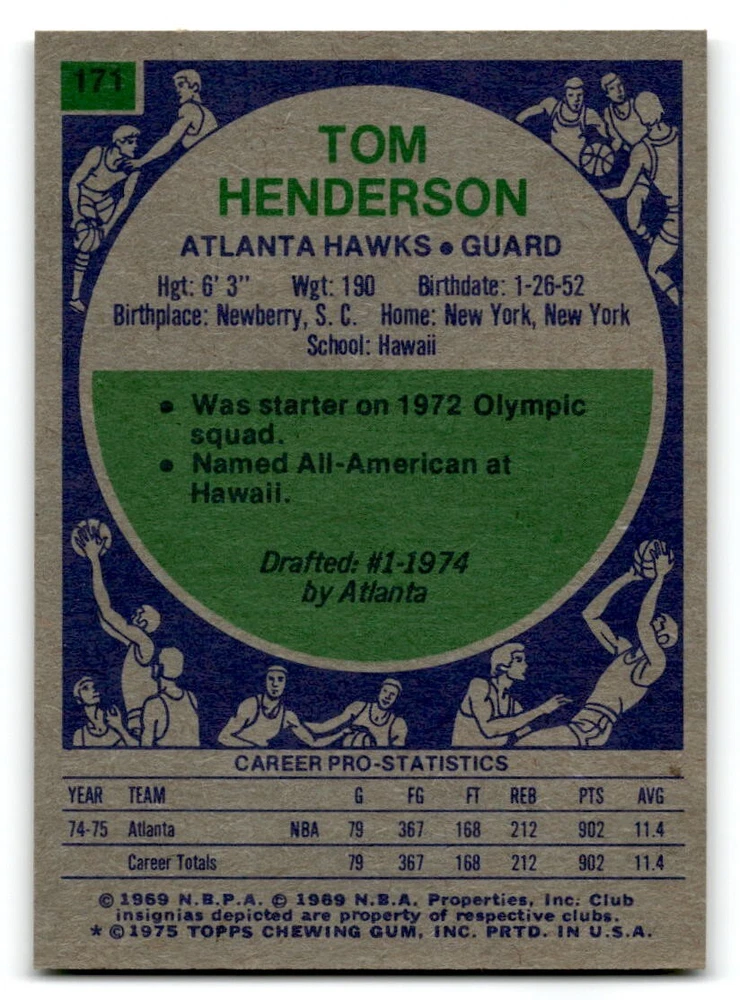 171
TOM
HENDERSON
ATLANTA HAWKS • GUARD
Hgt: 6' 3" Wgt: 190 Birthdate: 1-26-52
Birthplace: Newberry, S. C. Home: New York, New York
School: Hawaii
• Was starter on 1972 Olympic
squad.
• Named All-American at
Hawaii.
Drafted: #1-1974
by Atlanta
CAREER PRO-STATISTICS
YEAR TEAM G FG FT REB PTS AVG
74-75 Atlanta NBA 79 367 168 212 902 11.4
Career Totals 79 367 168 212 902 11.4
© 1969 N.B.P.A. © 1969 N.B.A. Properties, Inc. Club
insignias depicted are property of respective clubs.
* © 1975 TOPPS CHEWING GUM, INC. PRTD. IN U.S.A.